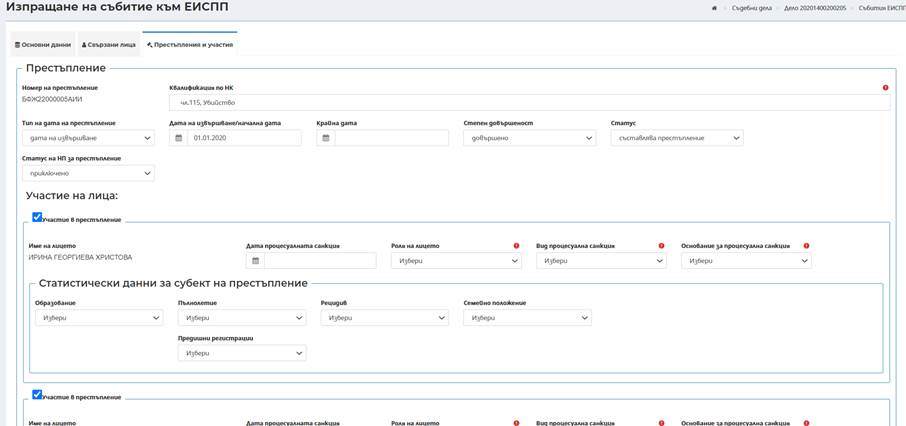 Изпращане на събитие към ЕИСПП
Съдебни дела Дело 20201400200205 Събития ЕИСПП
Основни данни Свързани лица Престъпления и участия
Престъпление
Номер на престъпление Квалификация по НК
БФЖ22000005АИИ чл.115, Убийство
Тип на дата на престъпление Дата на извършване/начална дата Крайна дата Степен довършеност Статус
дата на извършване 01.01.2020 довършено съставлява престъпление
Статус на НП за престъпление
приключено
Участие на лица:
Участие в престъпление
Име на лицето Дата процесуалната санкция Роля на лицето Вид процесуална санкция Основание за процесуална санкция
ИРИНА ГЕОРГИЕВА ХРИСТОВА Избери Избери Избери
Статистически данни за субект на престъпление
Образование Пълнолетие Рецидив Семейно положение
Избери Избери Избери Избери
Предишни регистрации
Избери
Участие в престъпление
Име на лицето Дата процесуалната санкция Роля на лицето Вид процесуална санкция Основание за процесуална санкция